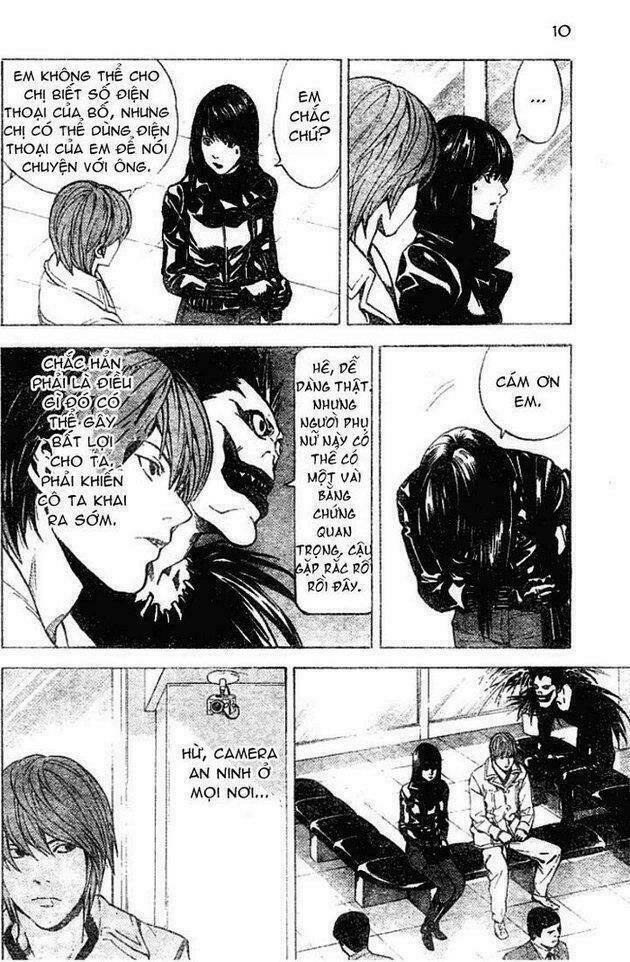 10
...
EM
CHẮC
CHỨ?
EM KHÔNG THỂ CHO
CHỊ BIẾT SỐ ĐIỆN
THOẠI CỦA BỐ, NHƯNG
CHỊ CÓ THỂ DÙNG ĐIỆN
THOẠI CỦA EM ĐỂ NÓI
CHUYỆN VỚI ÔNG.
CÁM ƠN
EM.
HÊ, DỄ
DÀNG THẬT.
NHƯNG
NGƯỜI PHỤ
NỮ NÀY CÓ
THỂ CÓ
MỘT VÀI
BẰNG
CHỨNG
QUAN
TRỌNG. CẬU
GẶP RẮC RỐI
RỒI ĐÂY.
CHẮC HẲN
PHẢI LÀ ĐIỀU
GÌ ĐÓ CÓ
THỂ GÂY
BẤT LỢI
CHO TA.
PHẢI KHIẾN
CÔ TA KHAI
RA SỚM.
HỪ, CAMERA
AN NINH Ở
MỌI NƠI...